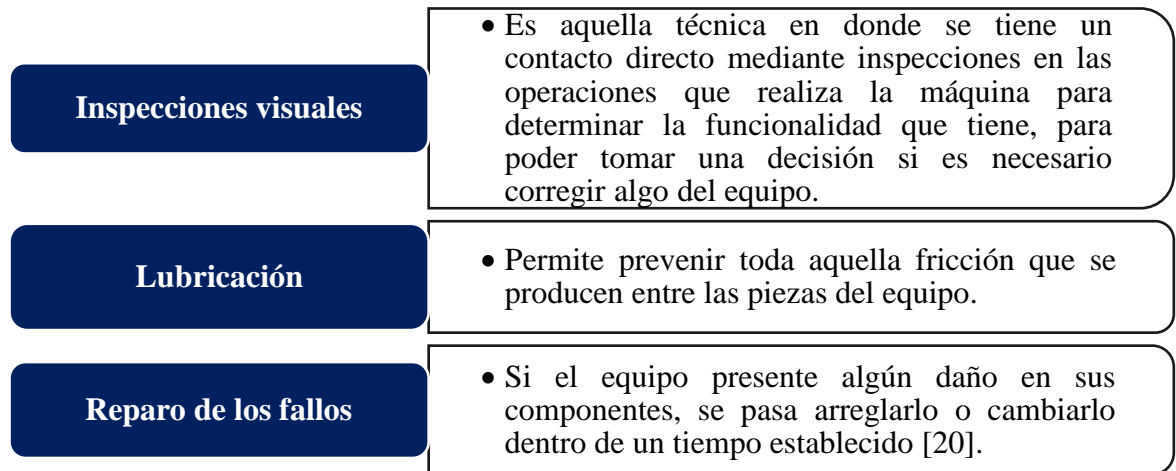 Inspecciones visuales
• Es aquella técnica en donde se tiene un
contacto directo mediante inspecciones en las
operaciones que realiza la máquina para
determinar la funcionalidad que tiene, para
poder tomar una decisión si es necesario
corregir algo del equipo.
Lubricación
• Permite prevenir toda aquella fricción que se
producen entre las piezas del equipo.
Reparo de los fallos
• Si el equipo presente algún daño en sus
componentes, se pasa arreglarlo o cambiarlo
dentro de un tiempo establecido [20].